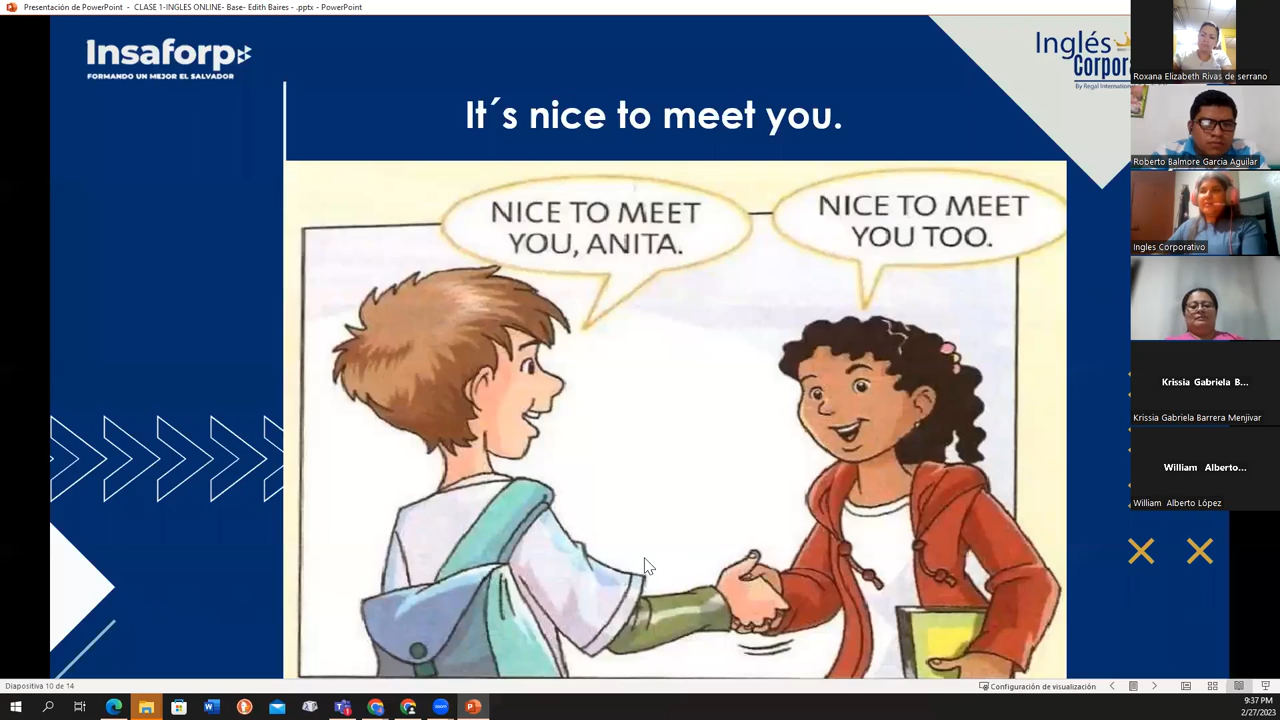 Presentación de PowerPoint - CLASE 1-INGLES ONLINE- Base- Edith Baires - .pptx - PowerPoint
Insaforp
FORMANDO UN MEJOR EL SALVADOR
Inglés
Corpora
By Regal Internation
It´s nice to meet you.
NICE TO MEET
YOU, ANITA.
NICE TO MEET
YOU TOO.
Roxana Elizabeth Rivas de serrano
Roberto Balmore Garcia Aguilar
Ingles Corporativo
Krissia Gabriela B...
Krissia Gabriela Barrera Menjivar
William Alberto...
William Alberto López
Diapositiva 10 de 14
Configuración de visualización
9:37 PM
2/27/2023